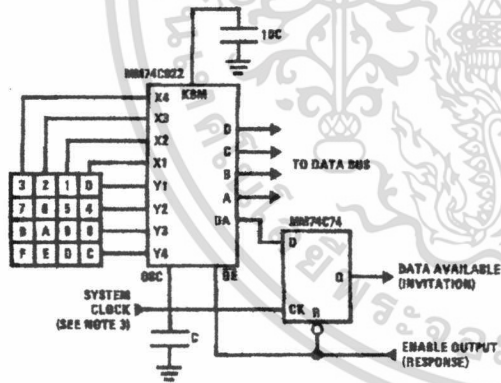 10C
MM74C922
KBM
X4
X3
X2
X1
Y1
Y2
Y3
Y4
D
C
B
A
DA
TO DATA BUS
3 2 1 0
7 6 5 4
B A 9 8
F E D C
OSC
OE
MM74C74
D
Q
CK
R
DATA AVAILABLE
(INVITATION)
SYSTEM
CLOCK
(SEE NOTE 3)
C
ENABLE OUTPUT
(RESPONSE)